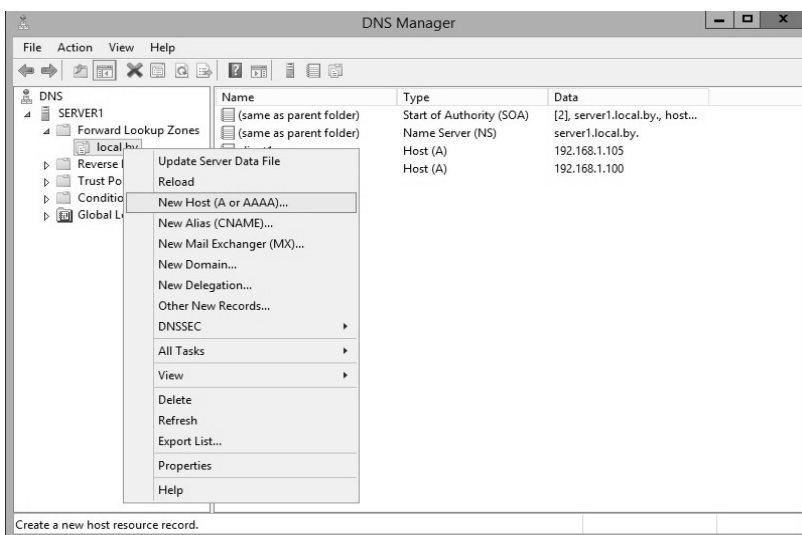 DNS Manager
File Action View Help
DNS
SERVER1
Forward Lookup Zones
local.by
Reverse
Trust Po
Conditio
Global L
Name Type Data
(same as parent folder) Start of Authority (SOA) [2], server1.local.by., host...
(same as parent folder) Name Server (NS) server1.local.by.
Host (A) 192.168.1.105
Host (A) 192.168.1.100
Update Server Data File
Reload
New Host (A or AAAA)...
New Alias (CNAME)...
New Mail Exchanger (MX)...
New Domain...
New Delegation...
Other New Records...
DNSSEC
All Tasks
View
Delete
Refresh
Export List...
Properties
Help
Create a new host resource record.